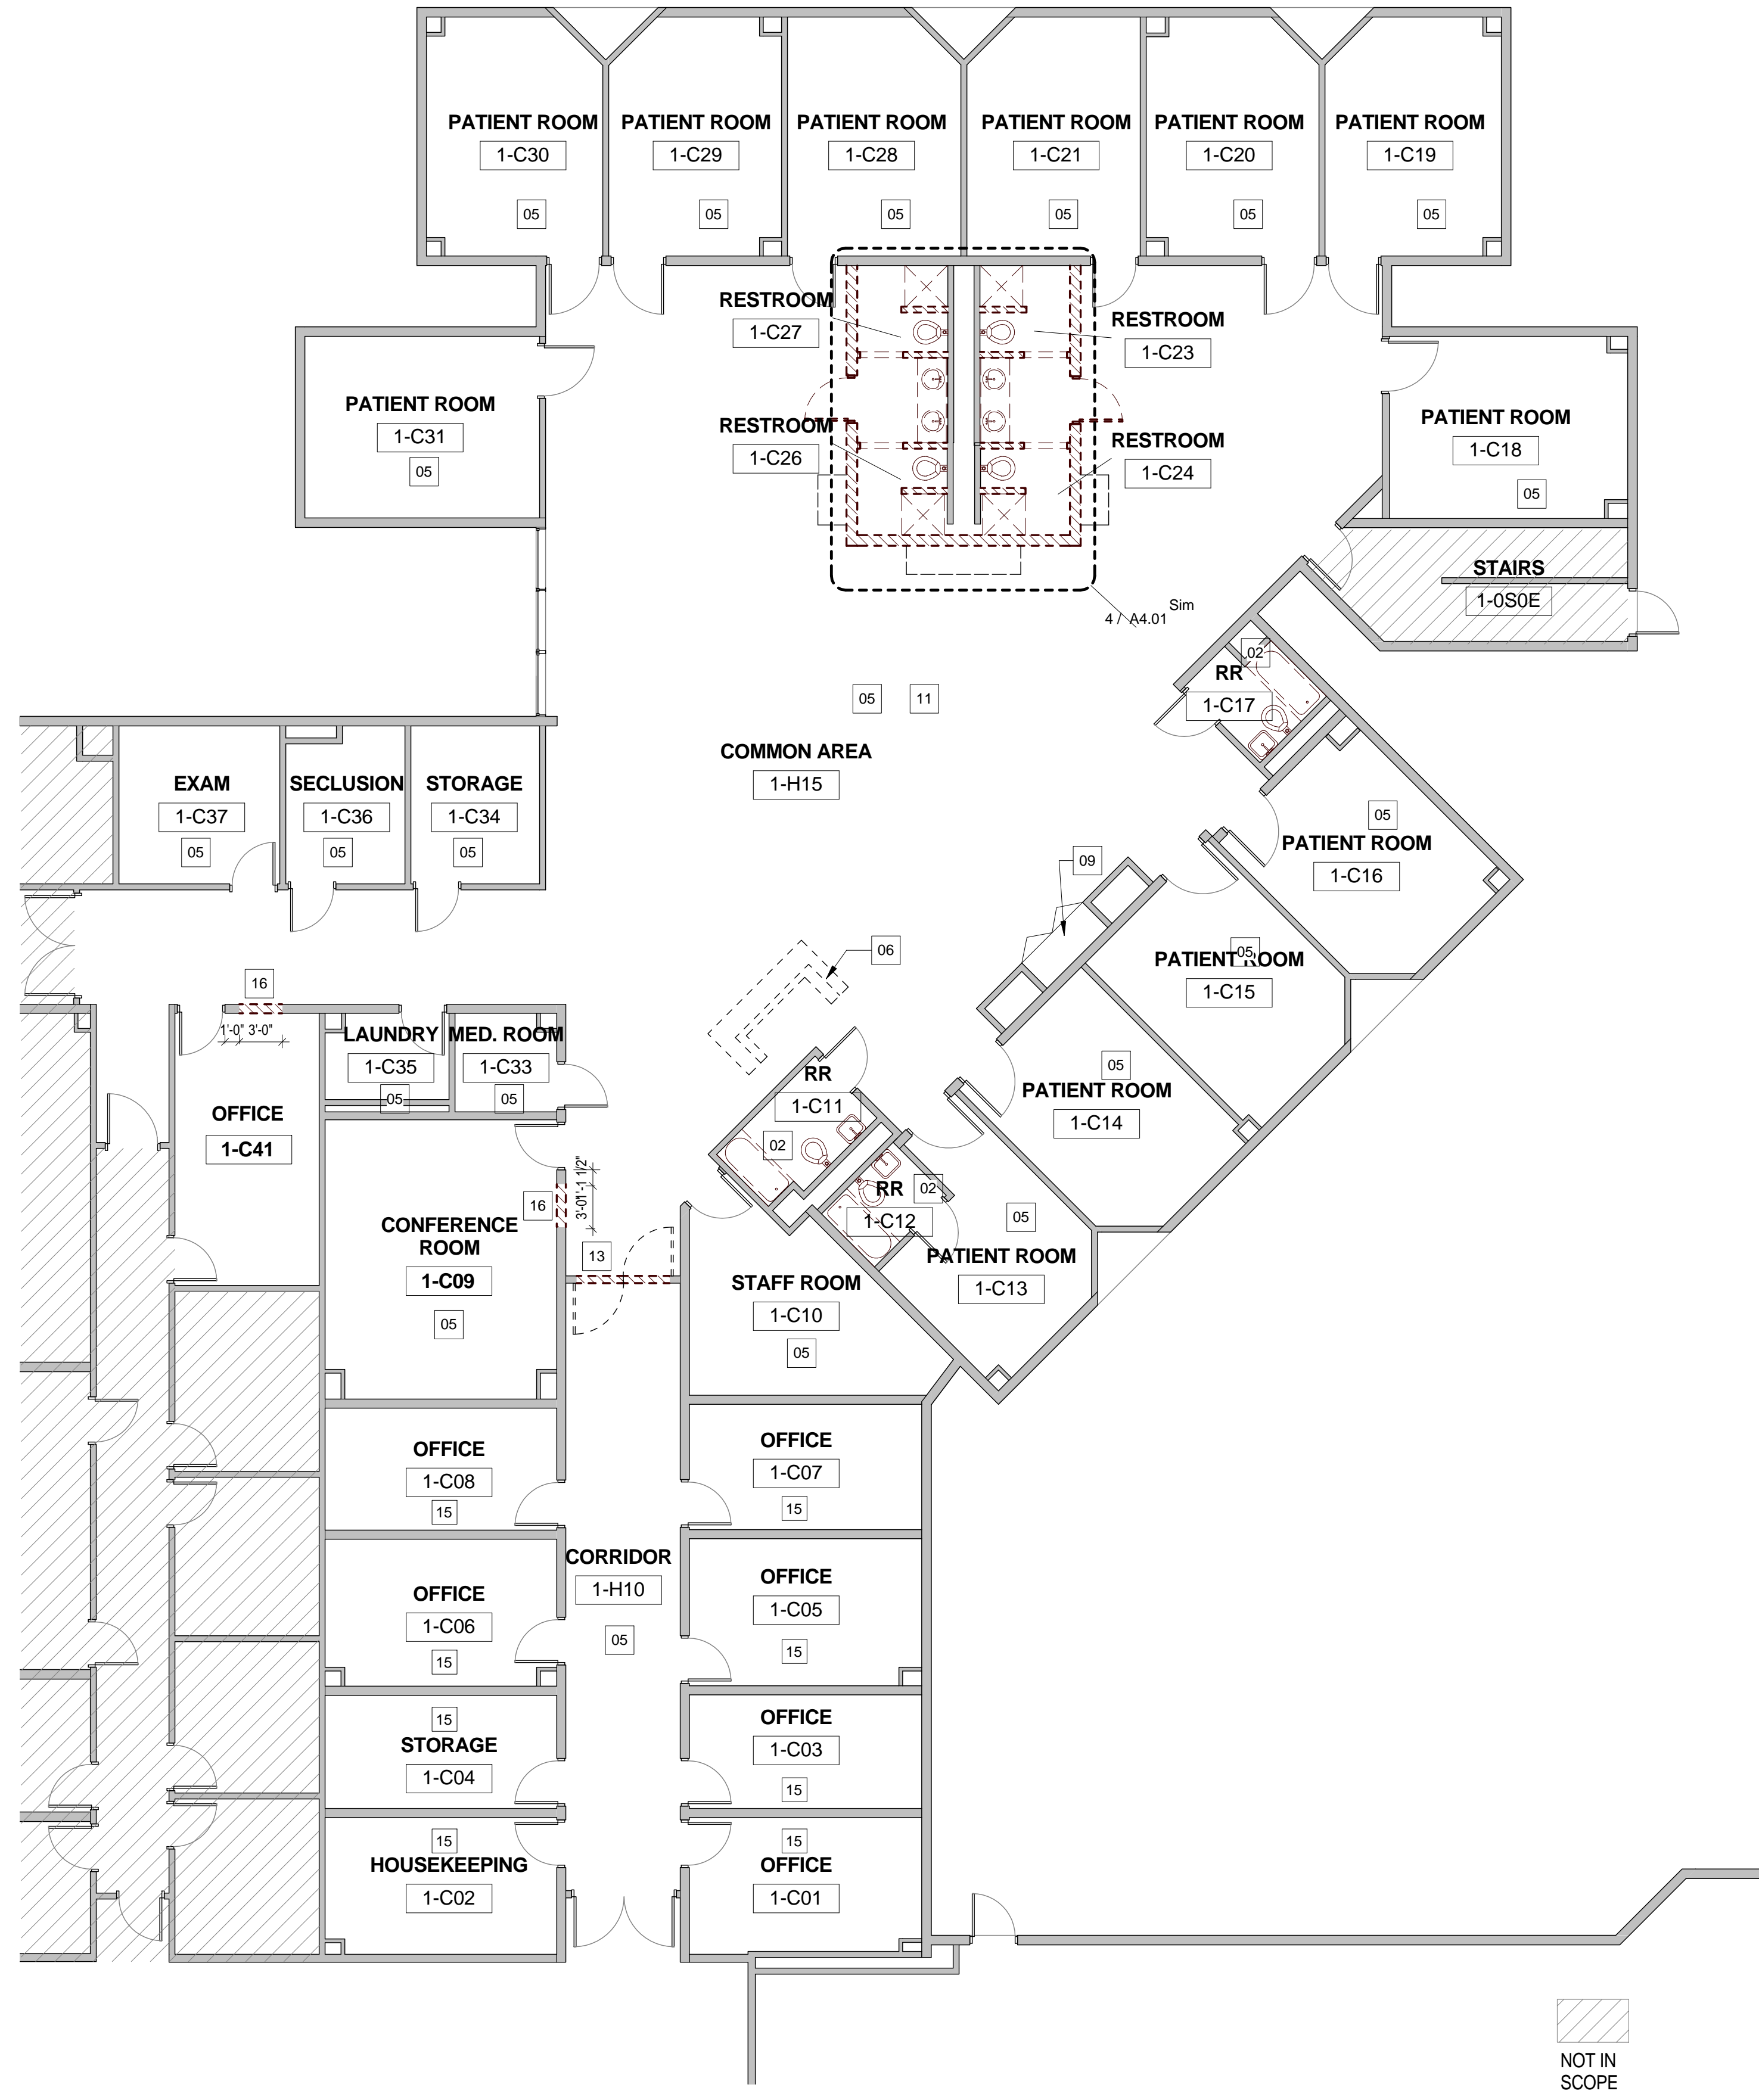 PATIENT ROOM
1-C30
05
PATIENT ROOM
1-C29
05
PATIENT ROOM
1-C28
05
PATIENT ROOM
1-C21
05
PATIENT ROOM
1-C20
05
PATIENT ROOM
1-C19
05
RESTROOM
1-C27
RESTROOM
1-C23
PATIENT ROOM
1-C31
05
RESTROOM
1-C26
RESTROOM
1-C24
PATIENT ROOM
1-C18
05
STAIRS
1-0S0E
Sim
4 / A4.01
02
RR
1-C17
05
11
COMMON AREA
1-H15
EXAM
1-C37
05
SECLUSION
1-C36
05
STORAGE
1-C34
05
05
PATIENT ROOM
1-C16
09
06
05
PATIENT ROOM
1-C15
16
1'-0" 3'-0"
LAUNDRY
1-C35
05
MED. ROOM
1-C33
05
RR
1-C11
02
05
PATIENT ROOM
1-C14
OFFICE
1-C41
3'-0"
1'-1 1/2"
16
RR
02
1-C12
05
PATIENT ROOM
1-C13
CONFERENCE
ROOM
1-C09
05
13
STAFF ROOM
1-C10
05
OFFICE
1-C08
15
OFFICE
1-C07
15
CORRIDOR
1-H10
05
OFFICE
1-C06
15
OFFICE
1-C05
15
15
STORAGE
1-C04
OFFICE
1-C03
15
15
HOUSEKEEPING
1-C02
15
OFFICE
1-C01
NOT IN
SCOPE